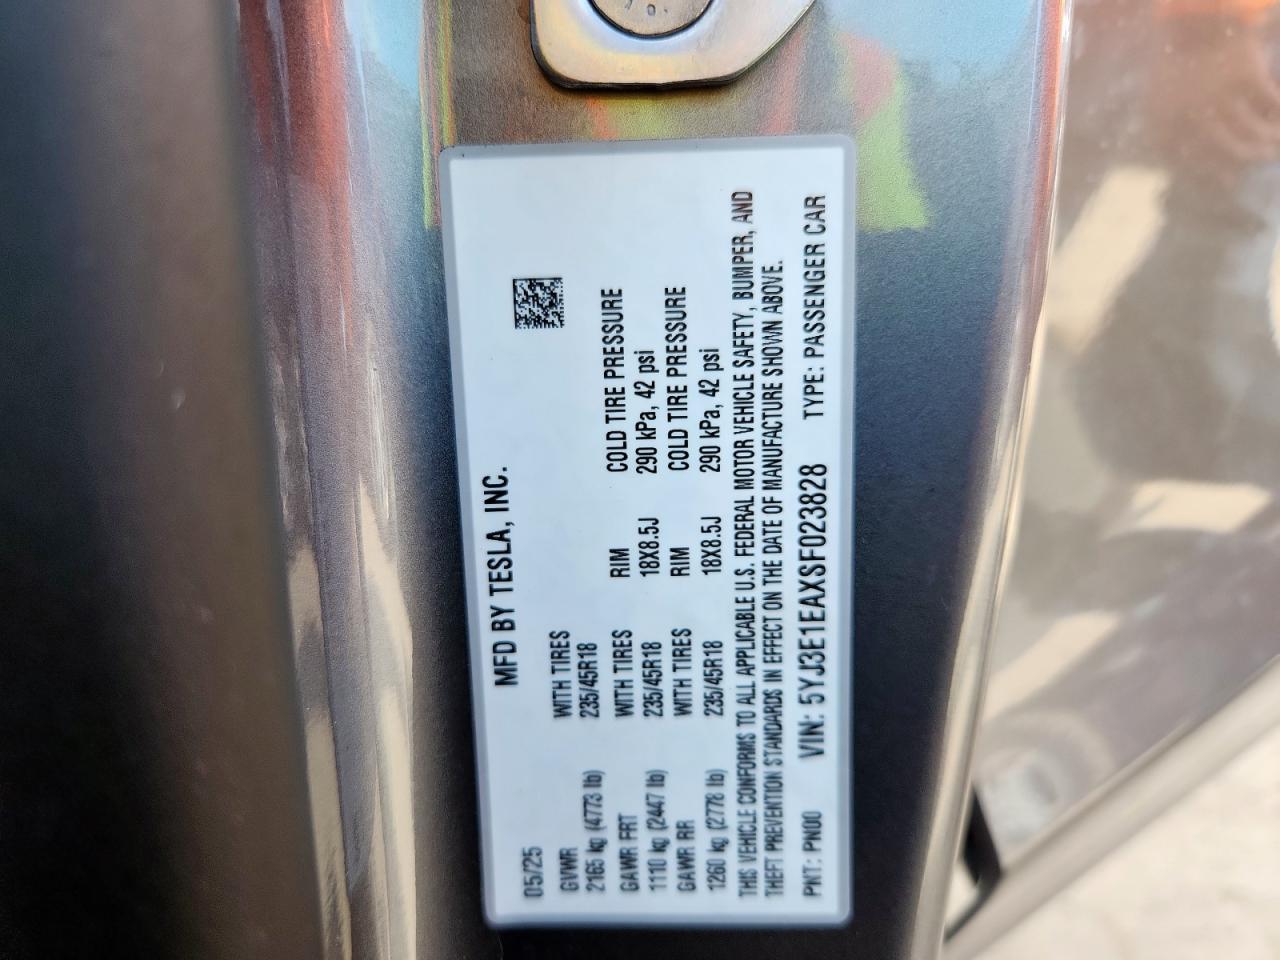 MFD BY TESLA, INC.
05/25
GVWR WITH TIRES
2165 kg (4773 lb) 235/45R18
GAWR FRT WITH TIRES RIM COLD TIRE PRESSURE
1110 kg (2447 lb) 235/45R18 18X8.5J 290 kPa, 42 psi
GAWR RR WITH TIRES RIM COLD TIRE PRESSURE
1260 kg (2778 lb) 235/45R18 18X8.5J 290 kPa, 42 psi
THIS VEHICLE CONFORMS TO ALL APPLICABLE U.S. FEDERAL MOTOR VEHICLE SAFETY, BUMPER, AND
THEFT PREVENTION STANDARDS IN EFFECT ON THE DATE OF MANUFACTURE SHOWN ABOVE.
PNT: PN00 VIN: 5YJ3E1EAXSF023828 TYPE: PASSENGER CAR